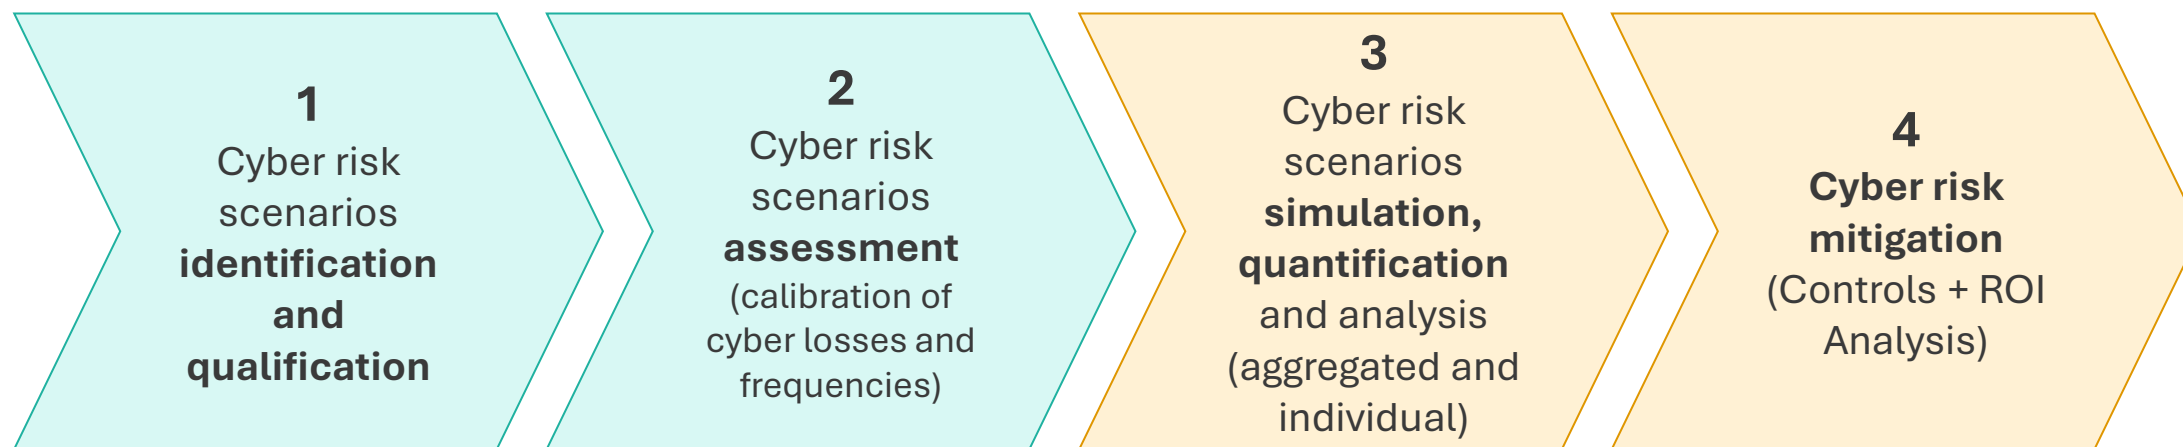 1
Cyber risk
scenarios
identification
and
qualification
2
Cyber risk
scenarios
assessment
(calibration of
cyber losses and
frequencies)
3
Cyber risk
scenarios
simulation,
quantification
and analysis
(aggregated and
individual)
4
Cyber risk
mitigation
(Controls + ROI
Analysis)